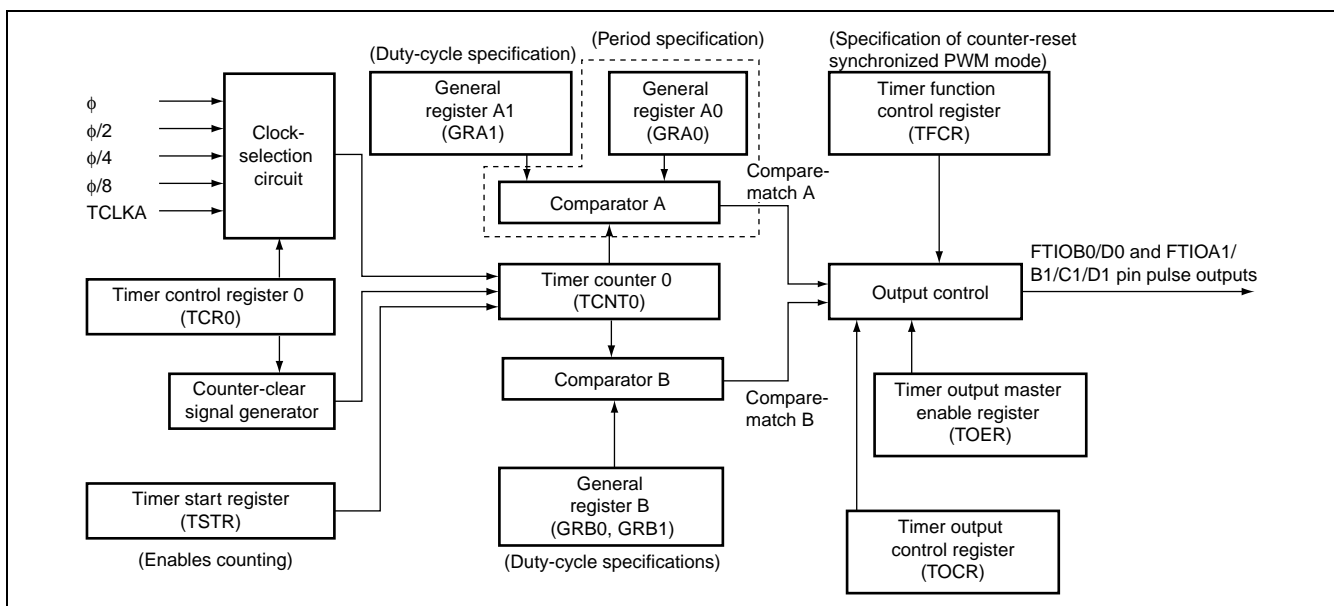 (Duty-cycle specification)
(Period specification)
(Specification of counter-reset
synchronized PWM mode)
ϕ
ϕ/2
ϕ/4
ϕ/8
TCLKA
Clock-
selection
circuit
General
register A1
(GRA1)
General
register A0
(GRA0)
Timer function
control register
(TFCR)
Comparator A
Compare-
match A
Timer control register 0
(TCR0)
Timer counter 0
(TCNT0)
Output control
FTIOB0/D0 and FTIOA1/
B1/C1/D1 pin pulse outputs
Counter-clear
signal generator
Comparator B
Compare-
match B
Timer output master
enable register
(TOER)
Timer start register
(TSTR)
(Enables counting)
General
register B
(GRB0, GRB1)
(Duty-cycle specifications)
Timer output
control register
(TOCR)